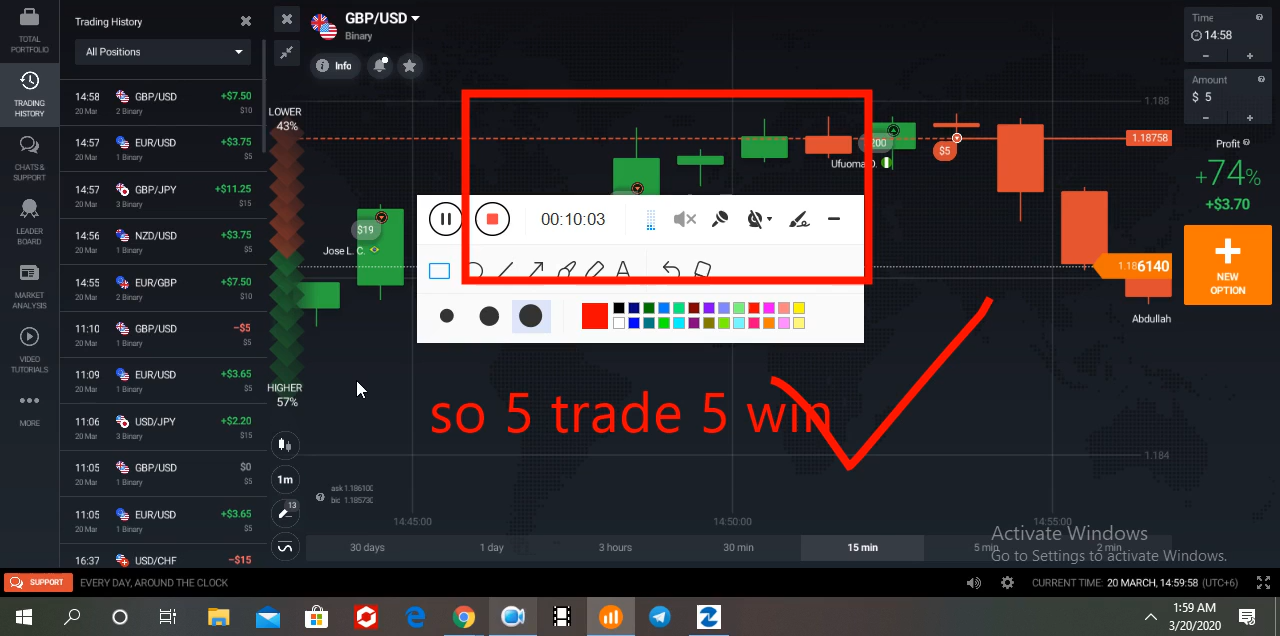 TOTAL
PORTFOLIO
TRADING
HISTORY
CHATS &
SUPPORT
LEADER
BOARD
MARKET
ANALYSIS
VIDEO
TUTORIALS
MORE
Trading History
All Positions
14:58 GBP/USD +$7.50
20 Mar 2 Binary $10
14:57 EUR/USD +$3.75
20 Mar 1 Binary $5
14:57 GBP/JPY +$11.25
20 Mar 3 Binary $15
14:56 NZD/USD +$3.75
20 Mar 1 Binary $5
14:55 EUR/GBP +$7.50
20 Mar 2 Binary $10
11:10 GBP/USD −$5
20 Mar 1 Binary $5
11:09 EUR/USD +$3.65
20 Mar 1 Binary $5
11:06 USD/JPY +$2.20
20 Mar 3 Binary $15
11:05 GBP/USD $0
20 Mar 1 Binary $5
11:05 EUR/USD +$3.65
20 Mar 1 Binary $5
16:37 USD/CHF −$15
GBP/USD
Binary
Info
LOWER
43%
HIGHER
57%
1m
13
$19
Jose L. C.
00:10:03
A
200
Ufuoma O.
$5
1.188
1.18758
1.186140
Abdullah
1.184
so 5 trade 5 win
ask 1.186100
bic 1.185730
14:45:00
14:50:00
14:55:00
30 days
1 day
3 hours
30 min
15 min
5 min
2 min
Time
14:58
− +
Amount
$ 5
− +
Profit
+74%
+$3.70
NEW
OPTION
Activate Windows
Go to Settings to activate Windows.
SUPPORT
EVERY DAY, AROUND THE CLOCK
CURRENT TIME: 20 MARCH, 14:59:58 (UTC+6)
1:59 AM
3/20/2020